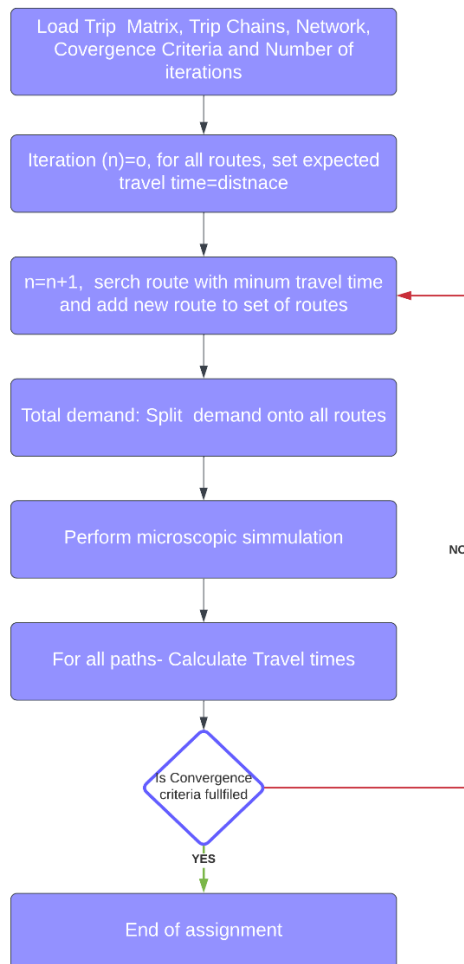 Load Trip  Matrix, Trip Chains, Network,
Covergence Criteria and Number of
itrerations
Iteration (n)=o, for all routes, set expected
travel time=distnace
n=n+1,  serch route with minum travel time
and add new route to set of routes
Total demand: Split  demand onto all routes
Perform microscopic simmulation
NO
For all paths- Calculate Travel times
Is Convergence
criteria fullfiled
YES
End of assignment